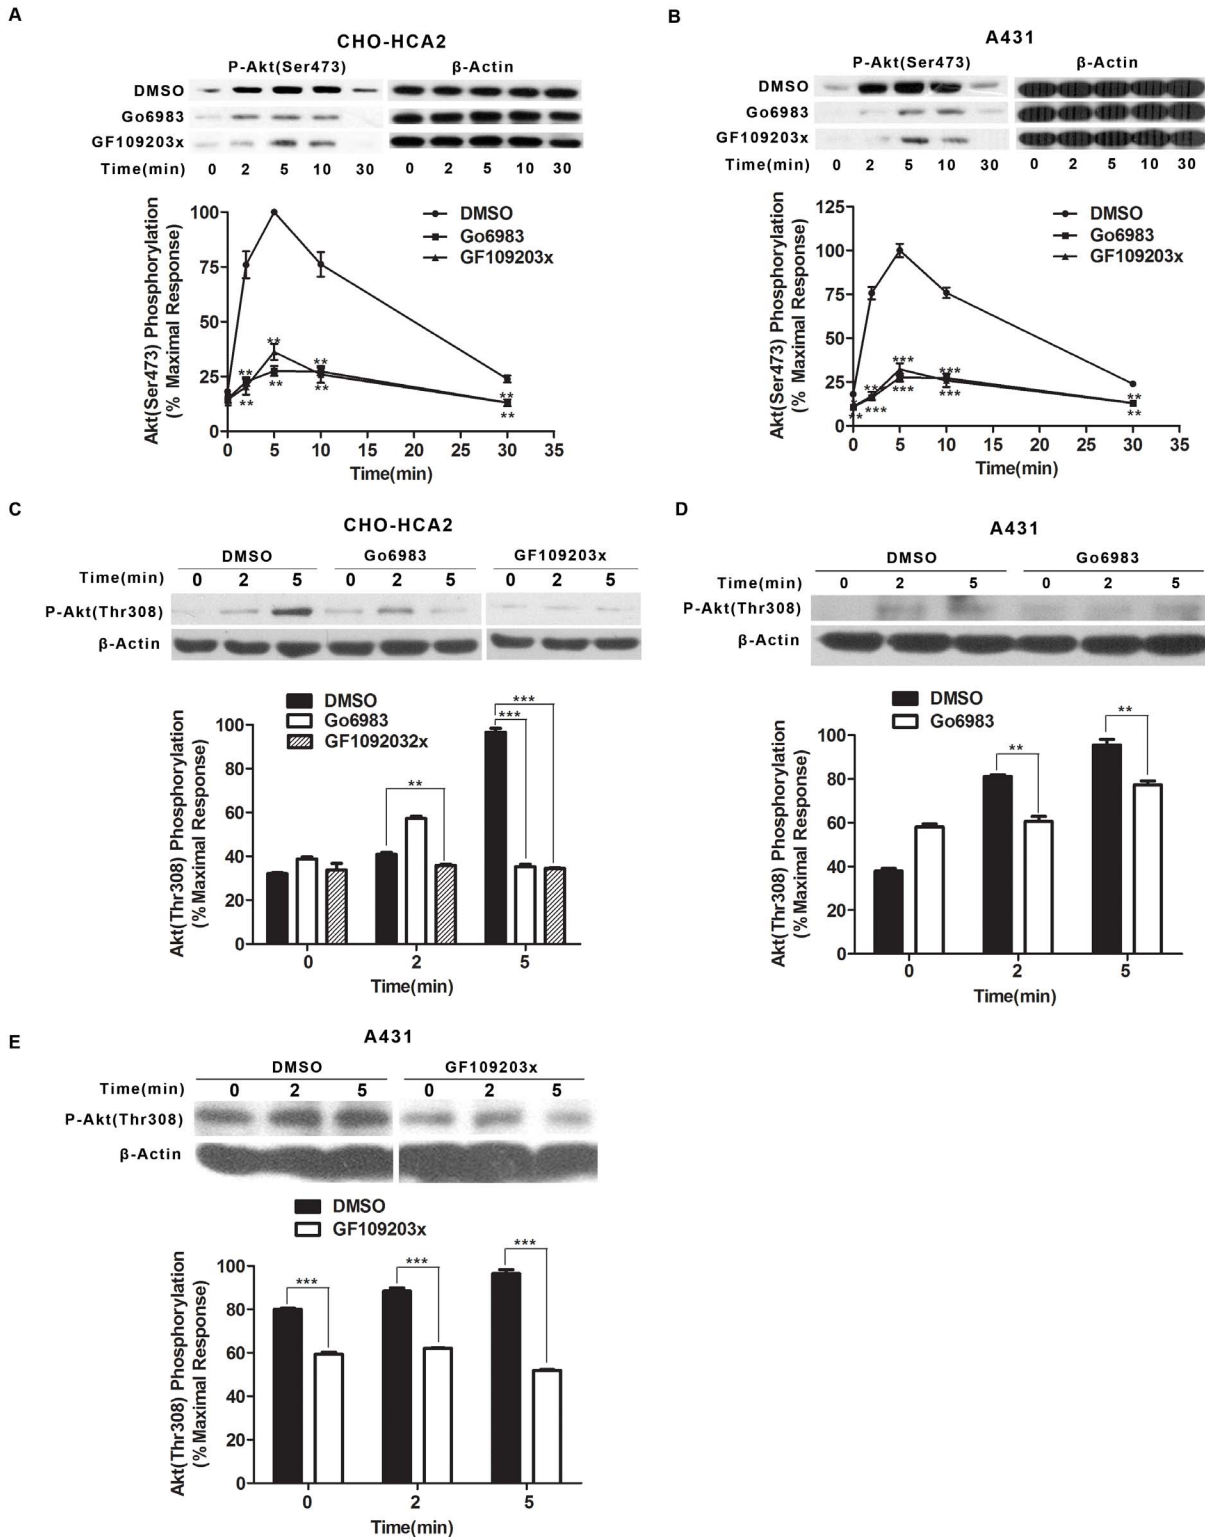 A
CHO-HCA2
P-Akt(Ser473) β-Actin
DMSO
Go6983
GF109203x
Time(min) 0 2 5 10 30 0 2 5 10 30
Akt(Ser473) Phosphorylation
(% Maximal Response)
100
75
50
25
0
DMSO
Go6983
GF109203x
**
**
**
**
**
**
**
**
0 5 10 15 20 25 30 35
Time(min)
B
A431
P-Akt(Ser473) β-Actin
DMSO
Go6983
GF109203x
Time(min) 0 2 5 10 30 0 2 5 10 30
Akt(Ser473) Phosphorylation
(% Maximal Response)
125
100
75
50
25
0
DMSO
Go6983
GF109203x
**
**
***
***
***
***
***
**
**
0 5 10 15 20 25 30 35
Time(min)
C
CHO-HCA2
DMSO Go6983 GF109203x
Time(min) 0 2 5 0 2 5 0 2 5
P-Akt(Thr308)
β-Actin
DMSO
Go6983
GF1092032x
Akt(Thr308) Phosphorylation
(%Maximal Response)
100
80
60
40
20
0
**
***
***
0 2 5
Time(min)
D
A431
DMSO Go6983
Time(min) 0 2 5 0 2 5
P-Akt(Thr308)
β-Actin
DMSO
Go6983
Akt(Thr308) Phosphorylation
(%Maximal Response)
100
80
60
40
20
0
**
**
0 2 5
Time(min)
E
A431
DMSO GF109203x
Time(min) 0 2 5 0 2 5
P-Akt(Thr308)
β-Actin
DMSO
GF109203x
Akt(Thr308) Phosphorylation
(%Maximal Response)
100
80
60
40
20
0
***
***
***
0 2 5
Time(min)